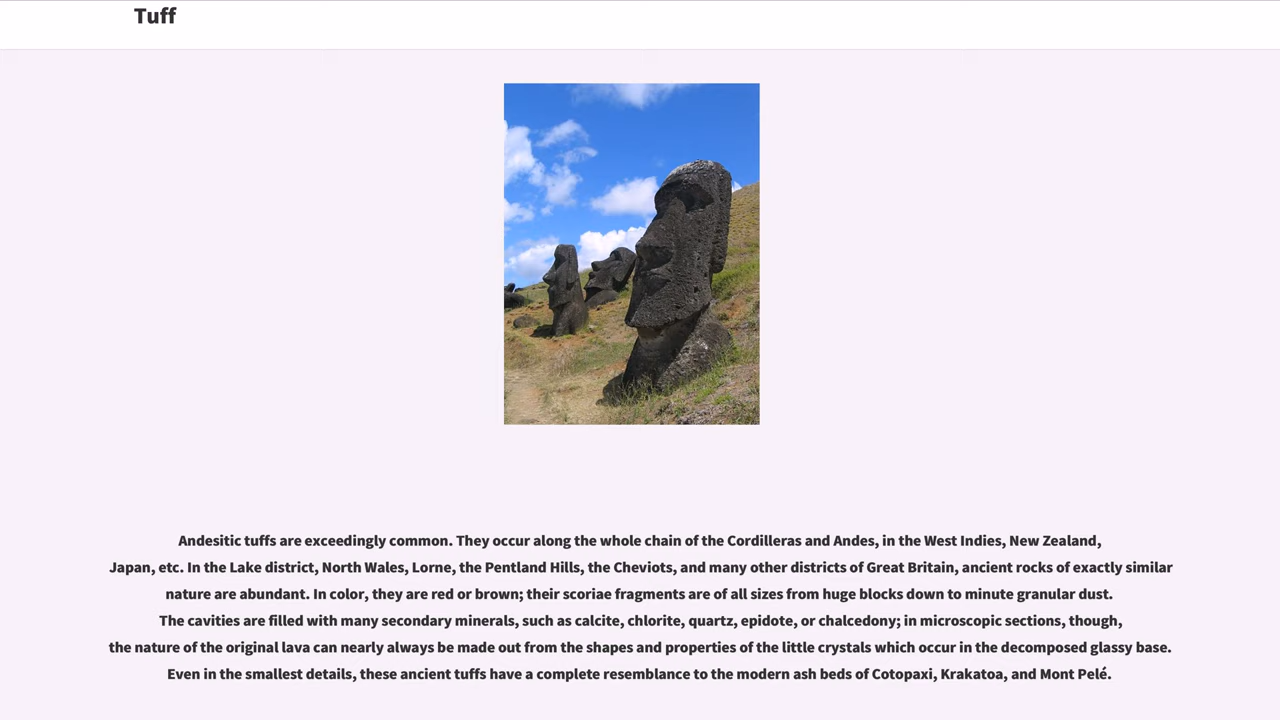 Tuff
Andesitic tuffs are exceedingly common. They occur along the whole chain of the Cordilleras and Andes, in the West Indies, New Zealand,
Japan, etc. In the Lake district, North Wales, Lorne, the Pentland Hills, the Cheviots, and many other districts of Great Britain, ancient rocks of exactly similar
nature are abundant. In color, they are red or brown; their scoriae fragments are of all sizes from huge blocks down to minute granular dust.
The cavities are filled with many secondary minerals, such as calcite, chlorite, quartz, epidote, or chalcedony; in microscopic sections, though,
the nature of the original lava can nearly always be made out from the shapes and properties of the little crystals which occur in the decomposed glassy base.
Even in the smallest details, these ancient tuffs have a complete resemblance to the modern ash beds of Cotopaxi, Krakatoa, and Mont Pelé.